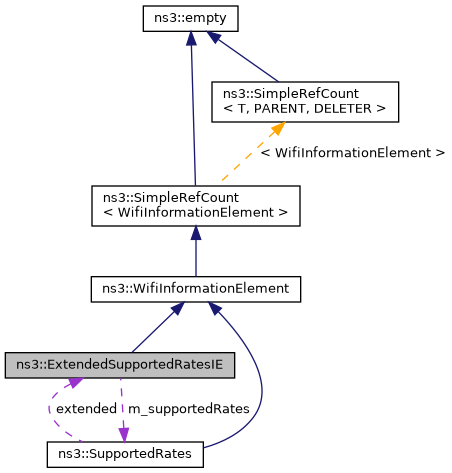 ns3::empty
ns3::SimpleRefCount
< T, PARENT, DELETER >
< WifiInformationElement >
ns3::SimpleRefCount
< WifiInformationElement >
ns3::WifiInformationElement
ns3::ExtendedSupportedRatesIE
extended
m_supportedRates
ns3::SupportedRates